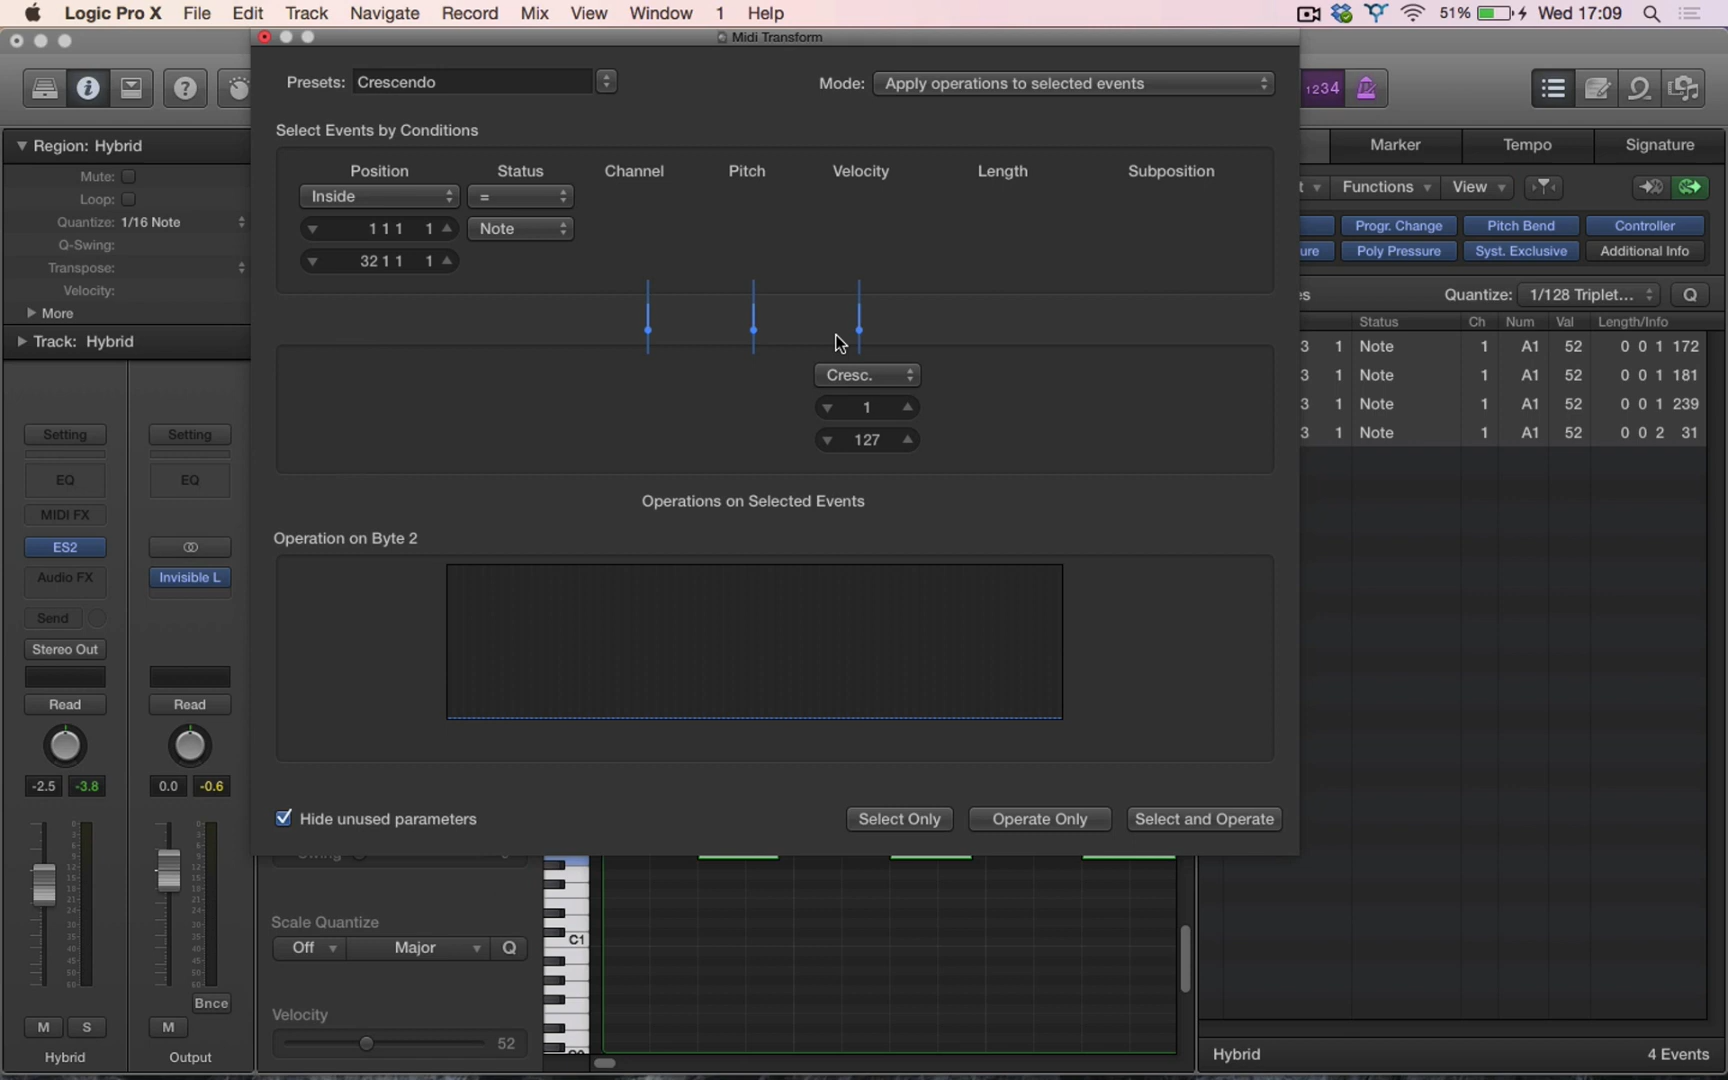 Logic Pro X File Edit Track Navigate Record Mix View Window 1 Help 51% Wed 17:09
Midi Transform
Presets: Crescendo Mode: Apply operations to selected events
1234
Select Events by Conditions
Region: Hybrid
Mute:
Loop:
Quantize: 1/16 Note
Q-Swing:
Transpose:
Velocity:
More
Track: Hybrid
Position Status Channel Pitch Velocity Length Subposition
Inside =
1 1 1 1 Note
32 1 1 1
Cresc.
1
127
Operations on Selected Events
Operation on Byte 2
Hide unused parameters Select Only Operate Only Select and Operate
Marker Tempo Signature
t Functions View
Progr. Change Pitch Bend Controller
ure Poly Pressure Syst. Exclusive Additional Info
s Quantize: 1/128 Triplet... Q
Status Ch Num Val Length/Info
3 1 Note 1 A1 52 0 0 1 172
3 1 Note 1 A1 52 0 0 1 181
3 1 Note 1 A1 52 0 0 1 239
3 1 Note 1 A1 52 0 0 2 31
Setting Setting
EQ EQ
MIDI FX
ES2
Audio FX Invisible L
Send
Stereo Out
Read Read
-2.5 -3.8 0.0 -0.6
Bnce
M S M
Hybrid Output
Scale Quantize
Off Major Q
C1
Velocity
52
Hybrid 4 Events